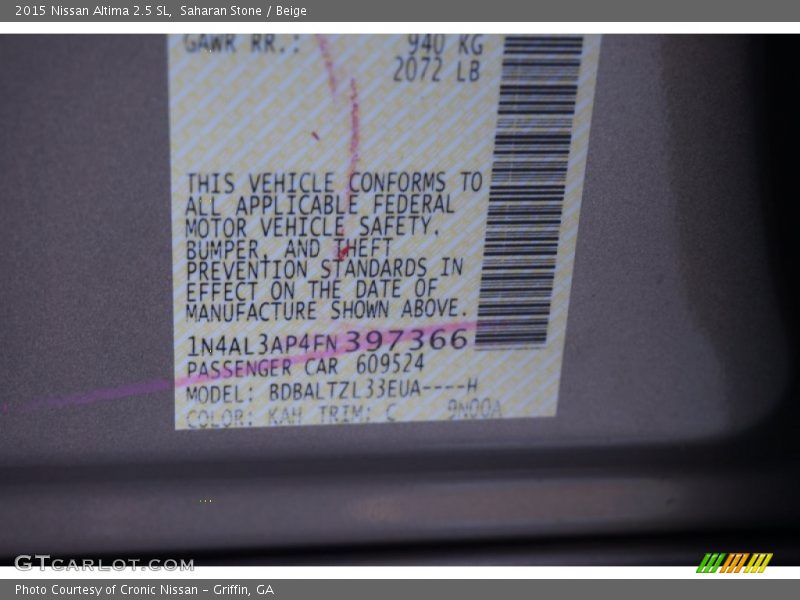 2015 Nissan Altima 2.5 SL, Saharan Stone / Beige
GAWR RR.: 940 KG
2072 LB
THIS VEHICLE CONFORMS TO
ALL APPLICABLE FEDERAL
MOTOR VEHICLE SAFETY,
BUMPER, AND THEFT
PREVENTION STANDARDS IN
EFFECT ON THE DATE OF
MANUFACTURE SHOWN ABOVE.
1N4AL3AP4FN397366
PASSENGER CAR 609524
MODEL: BDBALTZL33EUA----H
COLOR: KAH TRIM: C 9N00A
GTCARLOT.COM
Photo Courtesy of Cronic Nissan - Griffin, GA